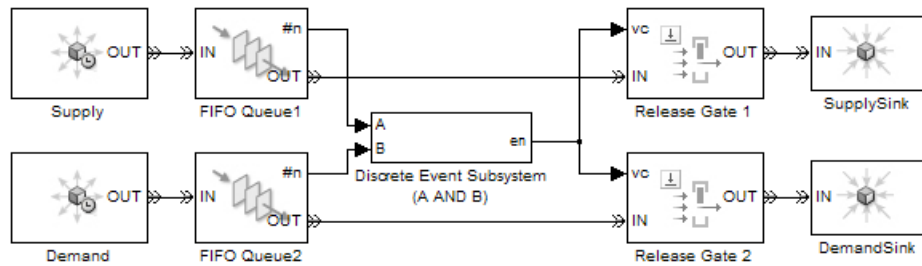 OUT
Supply
IN
#n
OUT
FIFO Queue1
A
B
en
Discrete Event Subsystem
(A AND B)
vc
IN
OUT
Release Gate 1
IN
SupplySink
OUT
Demand
IN
#n
OUT
FIFO Queue2
vc
IN
OUT
Release Gate 2
IN
DemandSink